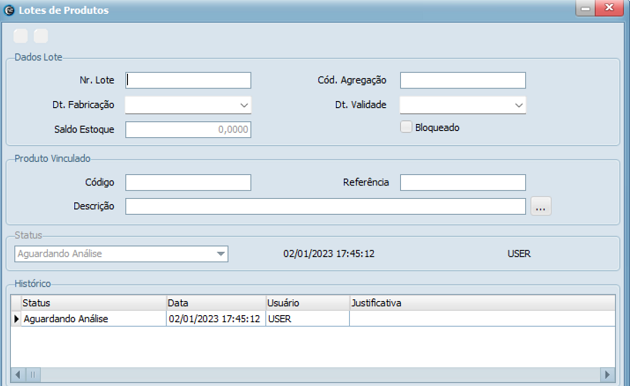 Lotes de Produtos
Dados Lote
Nr. Lote
Cód. Agregação
Dt. Fabricação
Dt. Validade
Saldo Estoque 0,0000
Bloqueado
Produto Vinculado
Código
Referência
Descrição
...
Status
Aguardando Análise 02/01/2023 17:45:12 USER
Histórico
Status Data Usuário Justificativa
Aguardando Análise 02/01/2023 17:45:12 USER